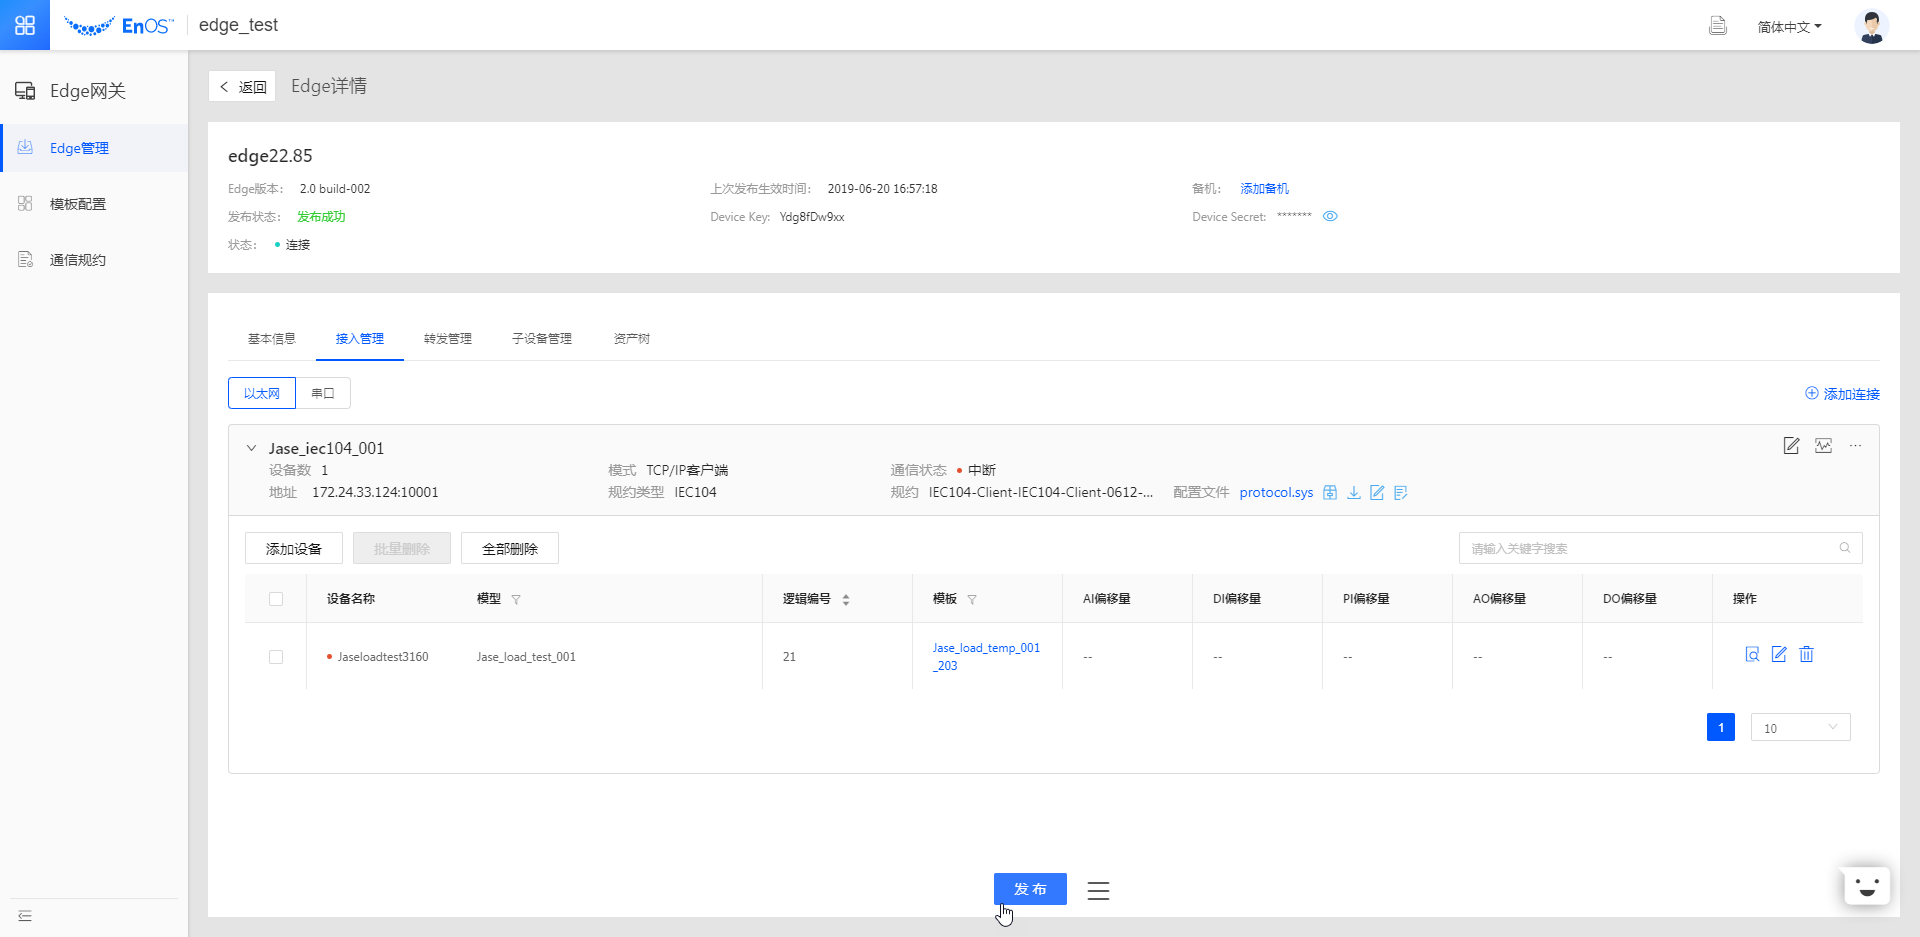 EnOS™ edge_test 简体中文
Edge网关
Edge管理
模板配置
通信规约
返回 Edge详情
edge22.85
Edge版本: 2.0 build-002 上次发布生效时间: 2019-06-20 16:57:18 备机: 添加备机
发布状态: 发布成功 Device Key: Ydg8fDw9xx Device Secret: *******
状态: 连接
基本信息 接入管理 转发管理 子设备管理 资产树
以太网 串口 添加连接
Jase_iec104_001
设备数 1 模式 TCP/IP客户端 通信状态 中断
地址 172.24.33.124:10001 规约类型 IEC104 规约 IEC104-Client-IEC104-Client-0612-... 配置文件 protocol.sys
添加设备 批量删除 全部删除 请输入关键字搜索
设备名称 模型 逻辑编号 模板 AI偏移量 DI偏移量 PI偏移量 AO偏移量 DO偏移量 操作
Jaseloadtest3160 Jase_load_test_001 21 Jase_load_temp_001 -- -- -- -- --
_203
1 10
发布